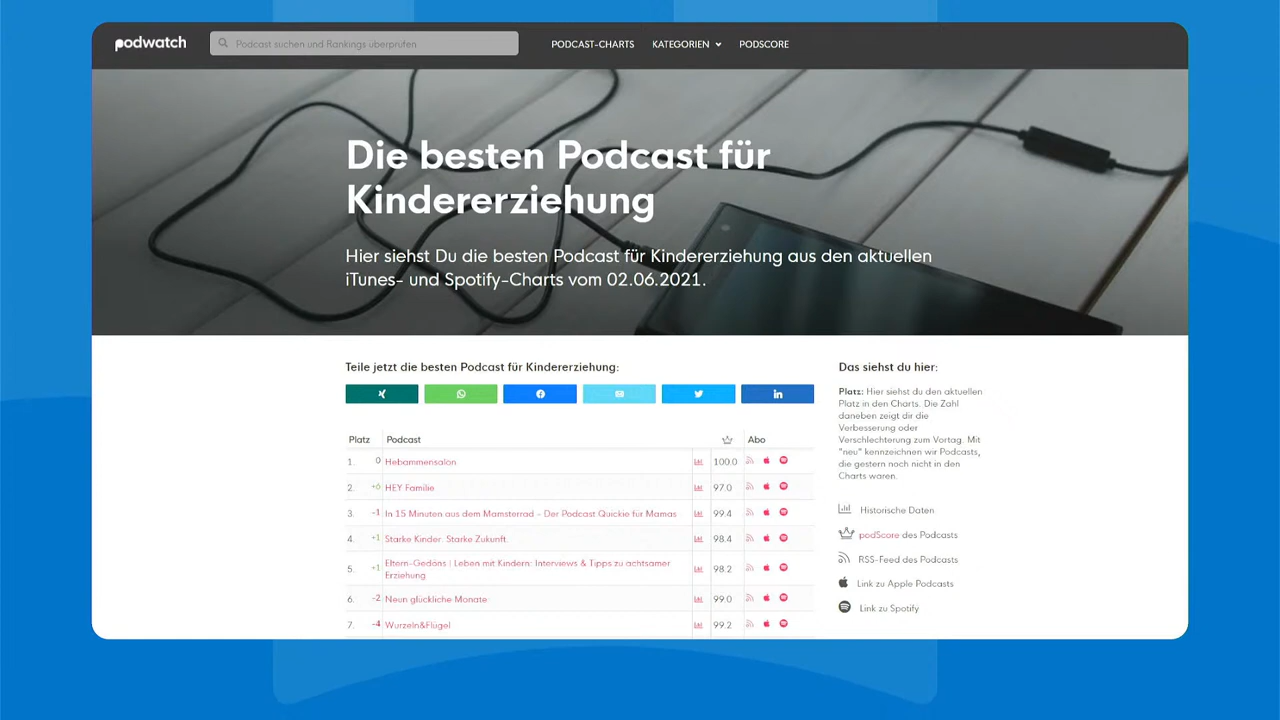 podwatch
Podcast suchen und Rankings überprüfen
PODCAST-CHARTS KATEGORIEN PODSCORE
Die besten Podcast für
Kindererziehung
Hier siehst Du die besten Podcast für Kindererziehung aus den aktuellen
iTunes- und Spotify-Charts vom 02.06.2021.
Teile jetzt die besten Podcast für Kindererziehung:
Platz Podcast Abo
1. 0 Hebammensalon 100.0
2. +6 HEY Familie 97.0
3. -1 In 15 Minuten aus dem Mamsterrad - Der Podcast Quickie für Mamas 99.4
4. +1 Starke Kinder. Starke Zukunft. 98.4
5. +1 Eltern-Gedöns | Leben mit Kindern: Interviews & Tipps zu achtsamer
Erziehung 98.2
6. -2 Neun glückliche Monate 99.0
7. -4 Wurzeln&Flügel 99.2
Das siehst du hier:
Platz: Hier siehst du den aktuellen
Platz in den Charts. Die Zahl
daneben zeigt dir die
Verbesserung oder
Verschlechterung zum Vortag. Mit
"neu" kennzeichnen wir Podcasts,
die gestern noch nicht in den
Charts waren.
Historische Daten
podScore des Podcasts
RSS-Feed des Podcasts
Link zu Apple Podcasts
Link zu Spotify